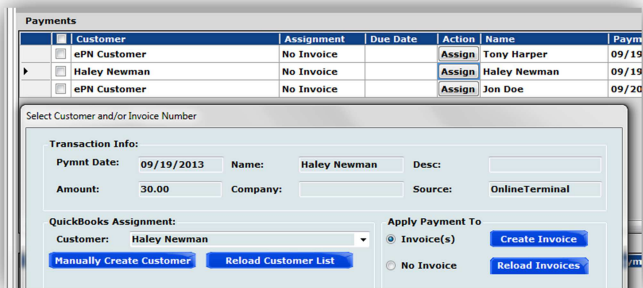 Payments
Customer Assignment Due Date Action Name
ePN Customer No Invoice Assign Tony Harper 09/19
Haley Newman No Invoice Assign Haley Newman 09/19
ePN Customer No Invoice Assign Jon Doe 09/20
Select Customer and/or Invoice Number
Transaction Info:
Pymnt Date: 09/19/2013 Name: Haley Newman Desc:
Amount: 30.00 Company: Source: OnlineTerminal
QuickBooks Assignment: Apply Payment To
Customer: Haley Newman Invoice(s) Create Invoice
Manually Create Customer Reload Customer List No Invoice Reload Invoices